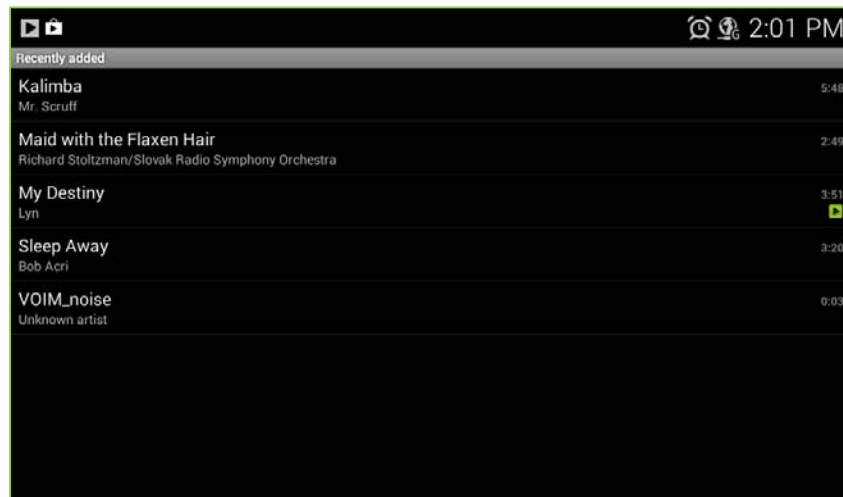 2:01 PM
Recently added
Kalimba
5:48
Mr. Scruff
Maid with the Flaxen Hair
2:49
Richard Stoltzman/Slovak Radio Symphony Orchestra
My Destiny
3:51
Lyn
Sleep Away
3:20
Bob Acri
VOIM_noise
0:03
Unknown artist